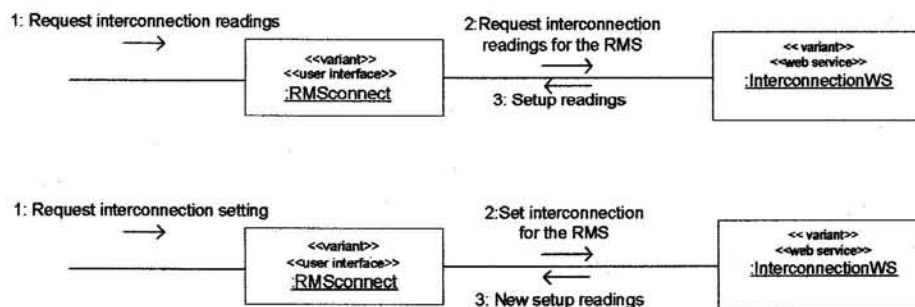 1: Request interconnection readings
<<variant>>
<<user interface>>
:RMSconnect
2:Request interconnection
readings for the RMS
3: Setup readings
<< variant>>
<<web service>>
:InterconnectionWS
1: Request interconnection setting
<<variant>>
<<user interface>>
:RMSconnect
2:Set interconnection
for the RMS
3: New setup readings
<< variant>>
<<web service>>
:InterconnectionWS